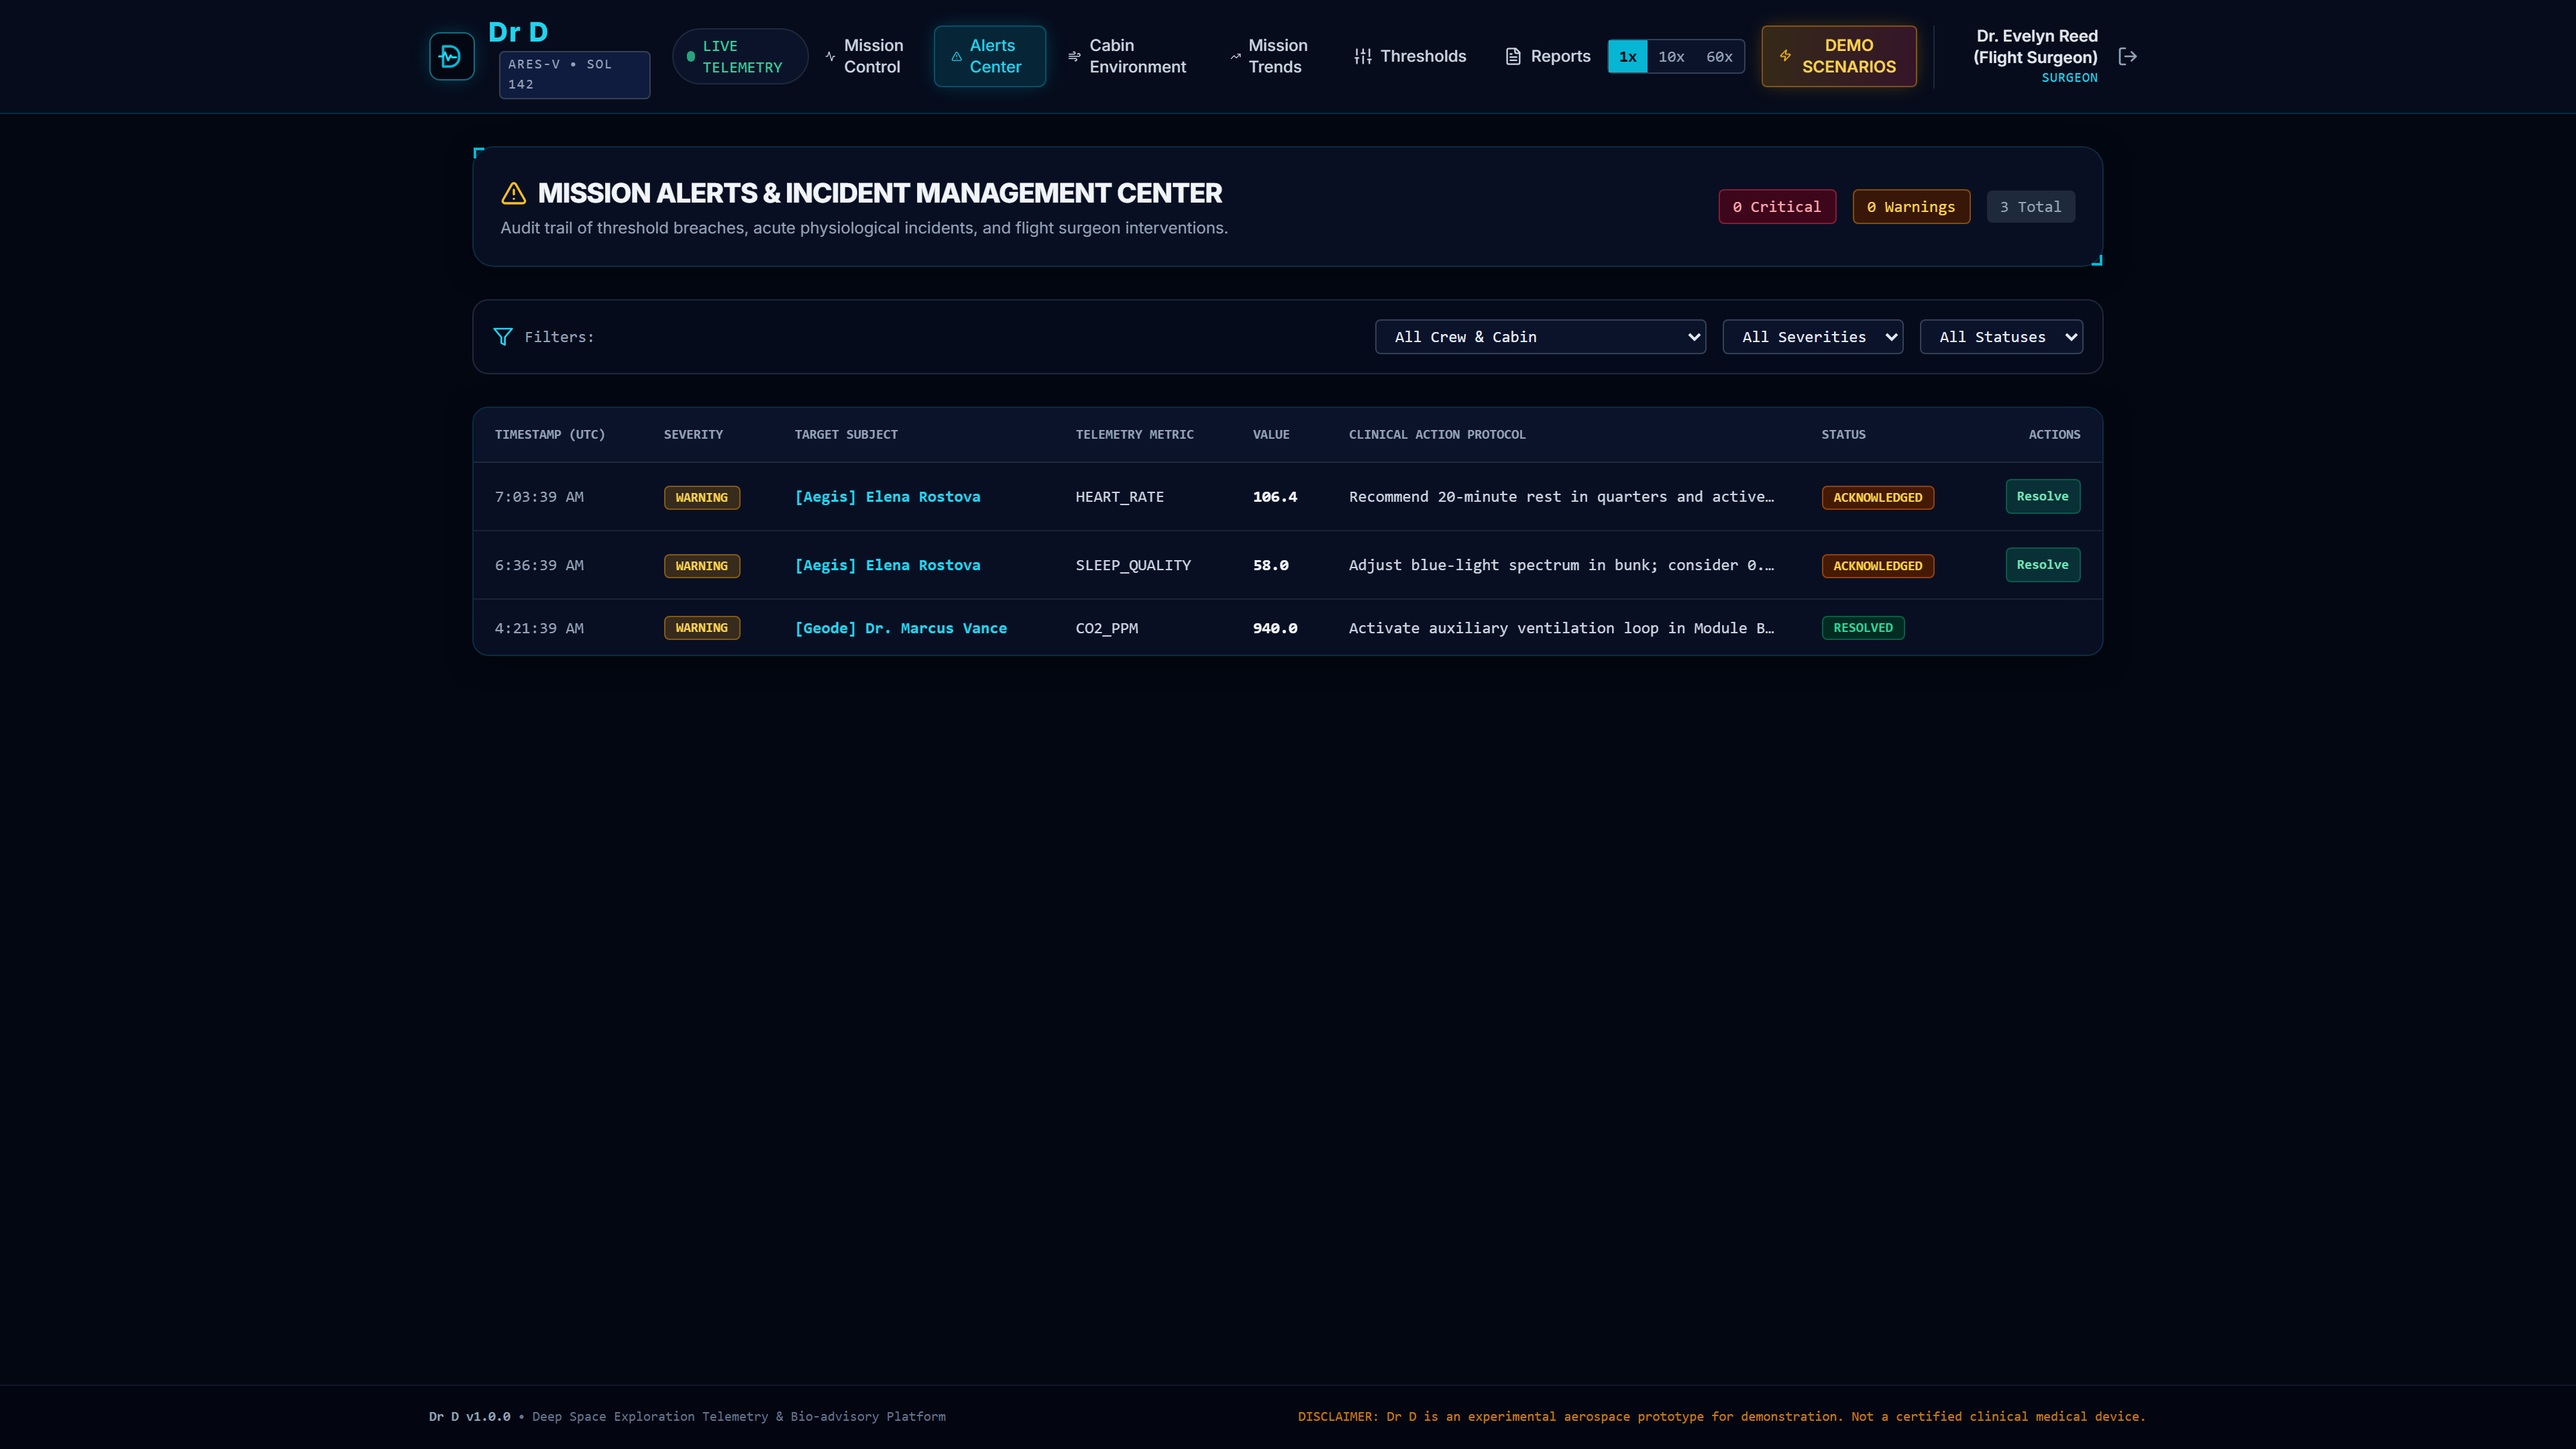 Dr D
ARES-V • SOL
142
LIVE
TELEMETRY
Mission
Control
Alerts
Center
Cabin
Environment
Mission
Trends
Thresholds
Reports
1x 10x 60x
DEMO
SCENARIOS
Dr. Evelyn Reed
(Flight Surgeon)
SURGEON
MISSION ALERTS & INCIDENT MANAGEMENT CENTER
Audit trail of threshold breaches, acute physiological incidents, and flight surgeon interventions.
0 Critical 0 Warnings 3 Total
Filters: All Crew & Cabin All Severities All Statuses
TIMESTAMP (UTC) SEVERITY TARGET SUBJECT TELEMETRY METRIC VALUE CLINICAL ACTION PROTOCOL STATUS ACTIONS
7:03:39 AM WARNING [Aegis] Elena Rostova HEART_RATE 106.4 Recommend 20-minute rest in quarters and active… ACKNOWLEDGED Resolve
6:36:39 AM WARNING [Aegis] Elena Rostova SLEEP_QUALITY 58.0 Adjust blue-light spectrum in bunk; consider 0.… ACKNOWLEDGED Resolve
4:21:39 AM WARNING [Geode] Dr. Marcus Vance CO2_PPM 940.0 Activate auxiliary ventilation loop in Module B… RESOLVED
Dr D v1.0.0 • Deep Space Exploration Telemetry & Bio-advisory Platform
DISCLAIMER: Dr D is an experimental aerospace prototype for demonstration. Not a certified clinical medical device.